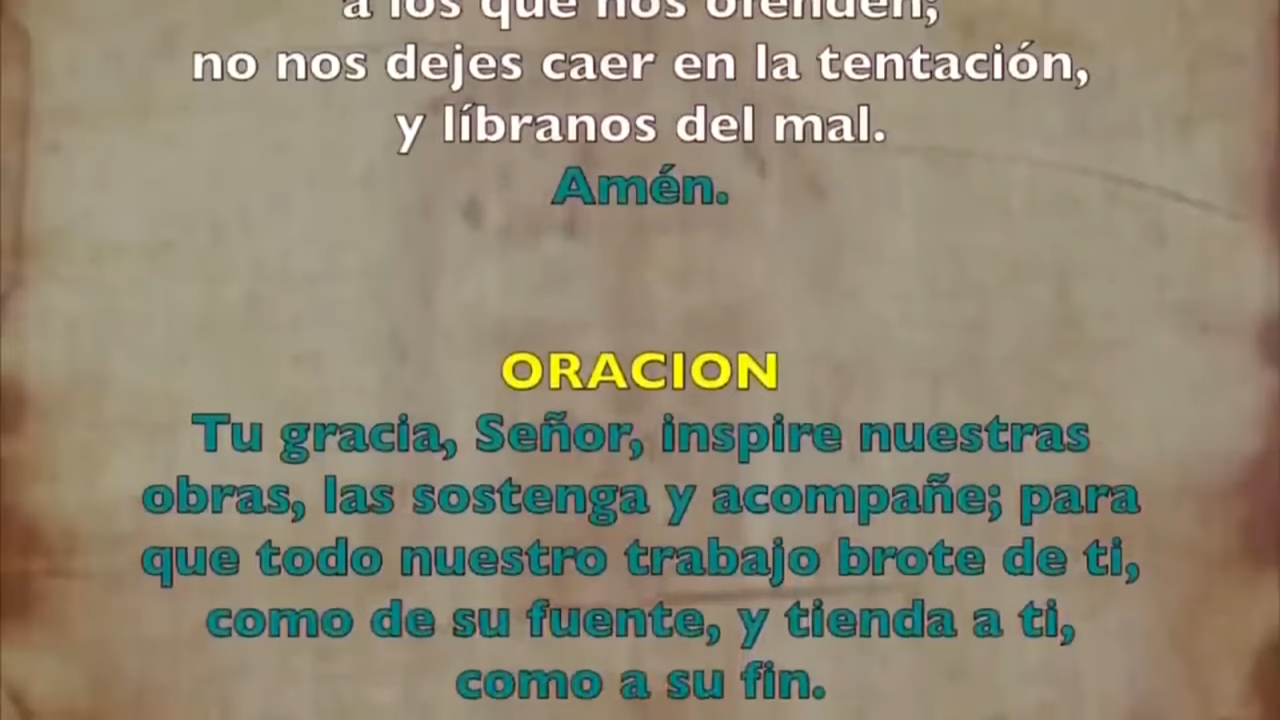 a los que nos ofenden;
no nos dejes caer en la tentación,
y líbranos del mal.
Amén.
ORACION
Tu gracia, Señor, inspire nuestras
obras, las sostenga y acompañe; para
que todo nuestro trabajo brote de ti,
como de su fuente, y tienda a ti,
como a su fin.